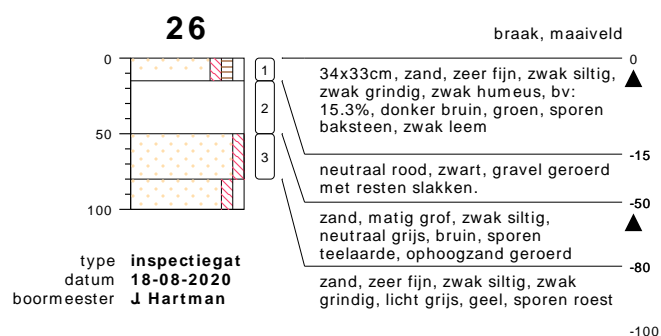 26
braak, maaiveld
0
50
100
1
2
3
0
34x33cm, zand, zeer fijn, zwak siltig,
zwak grindig, zwak humeus, bv:
15.3%, donker bruin, groen, sporen
baksteen, zwak leem
-15
neutraal rood, zwart, gravel geroerd
met resten slakken.
-50
zand, matig grof, zwak siltig,
neutraal grijs, bruin, sporen
teelaarde, ophoogzand geroerd
-80
zand, zeer fijn, zwak siltig, zwak
grindig, licht grijs, geel, sporen roest
-100
type inspectiegat
datum 18-08-2020
boormeester J Hartman